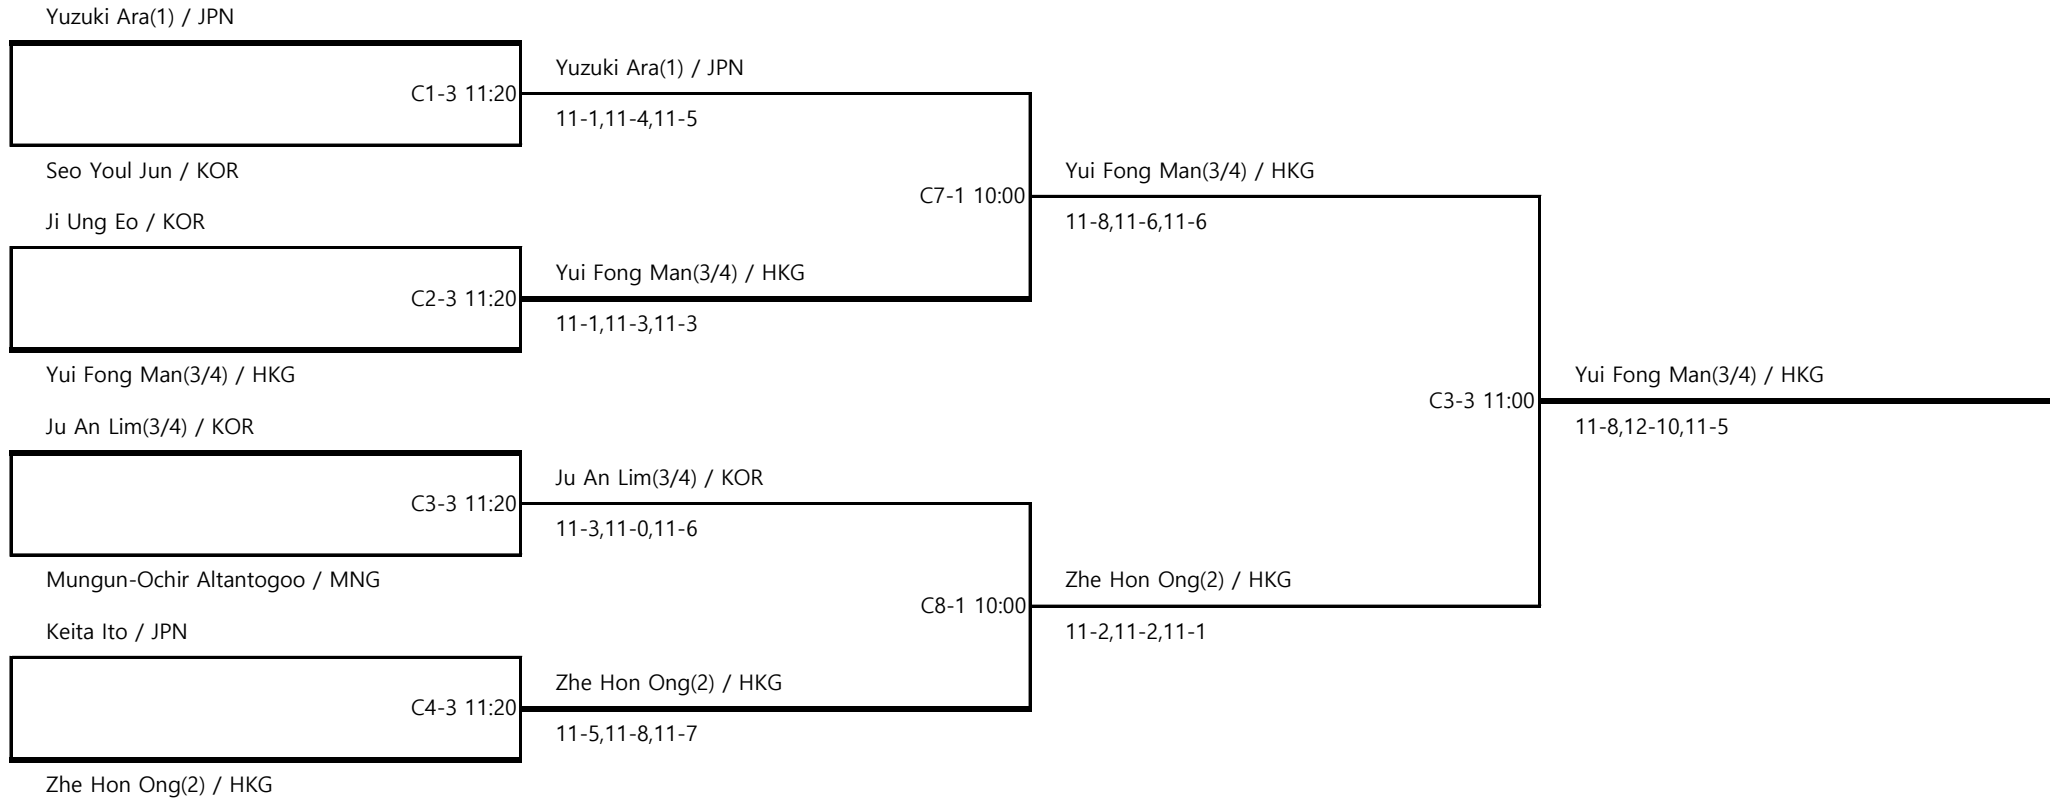 Yuzuki Ara(1) / JPN
Yuzuki Ara(1) / JPN
C1-3 11:20
11-1,11-4,11-5
Seo Youl Jun / KOR
Yui Fong Man(3/4) / HKG
C7-1 10:00
Ji Ung Eo / KOR
11-8,11-6,11-6
Yui Fong Man(3/4) / HKG
C2-3 11:20
11-1,11-3,11-3
Yui Fong Man(3/4) / HKG
Yui Fong Man(3/4) / HKG
C3-3 11:00
Ju An Lim(3/4) / KOR
11-8,12-10,11-5
Ju An Lim(3/4) / KOR
C3-3 11:20
11-3,11-0,11-6
Mungun-Ochir Altantogoo / MNG
Zhe Hon Ong(2) / HKG
C8-1 10:00
Keita Ito / JPN
11-2,11-2,11-1
Zhe Hon Ong(2) / HKG
C4-3 11:20
11-5,11-8,11-7
Zhe Hon Ong(2) / HKG